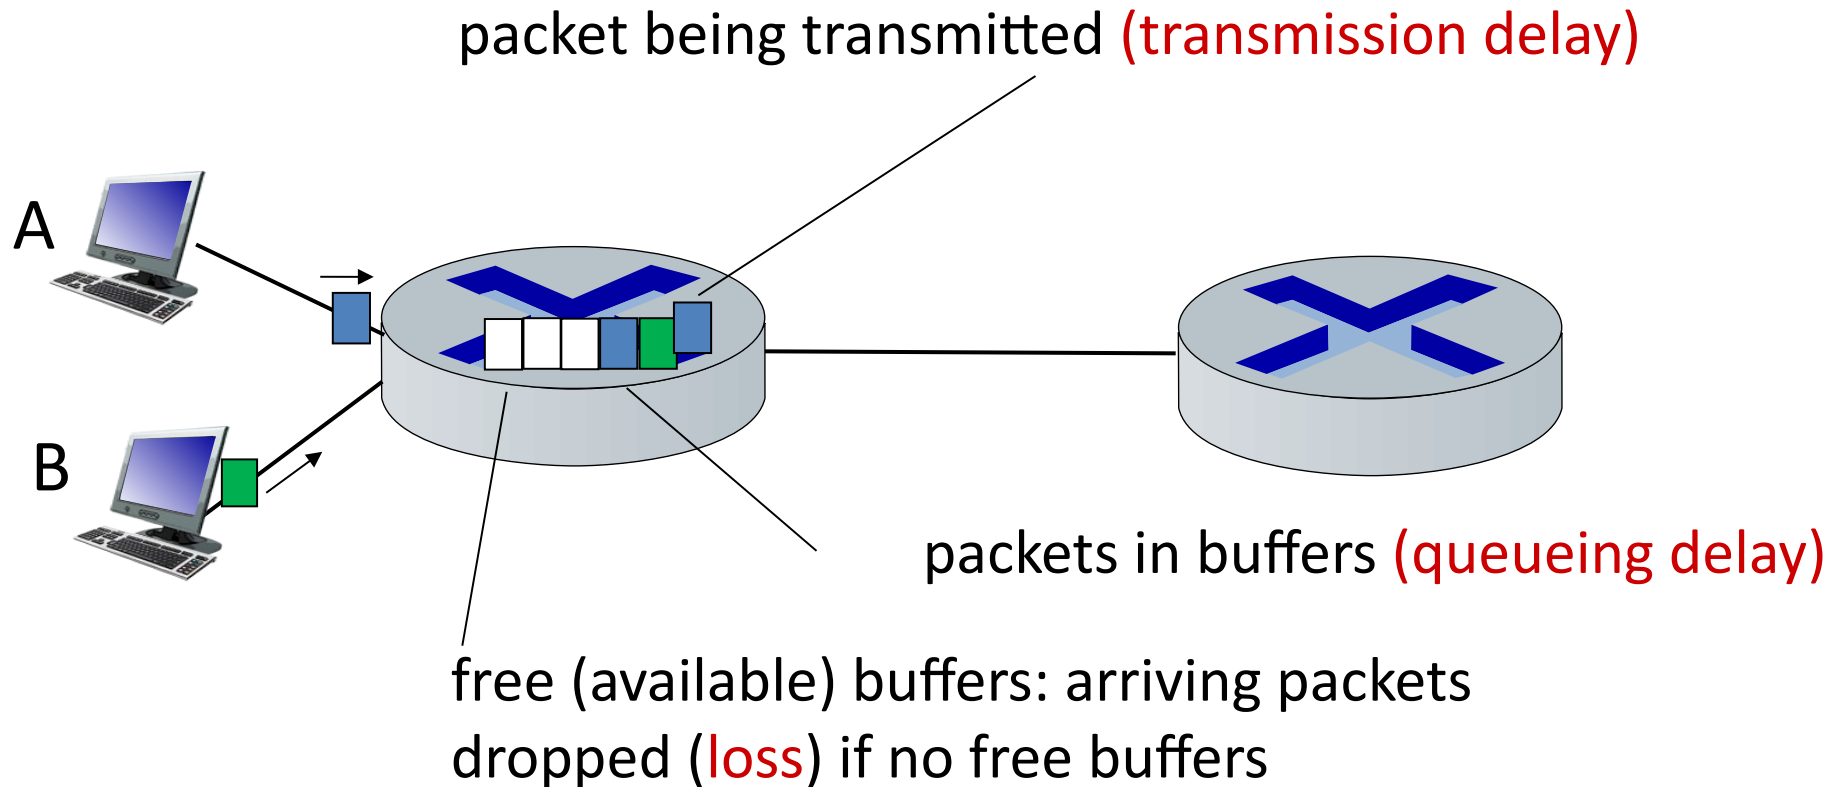 packet being transmitted (transmission delay)
A
B
packets in buffers (queueing delay)
free (available) buffers: arriving packets
dropped (loss) if no free buffers